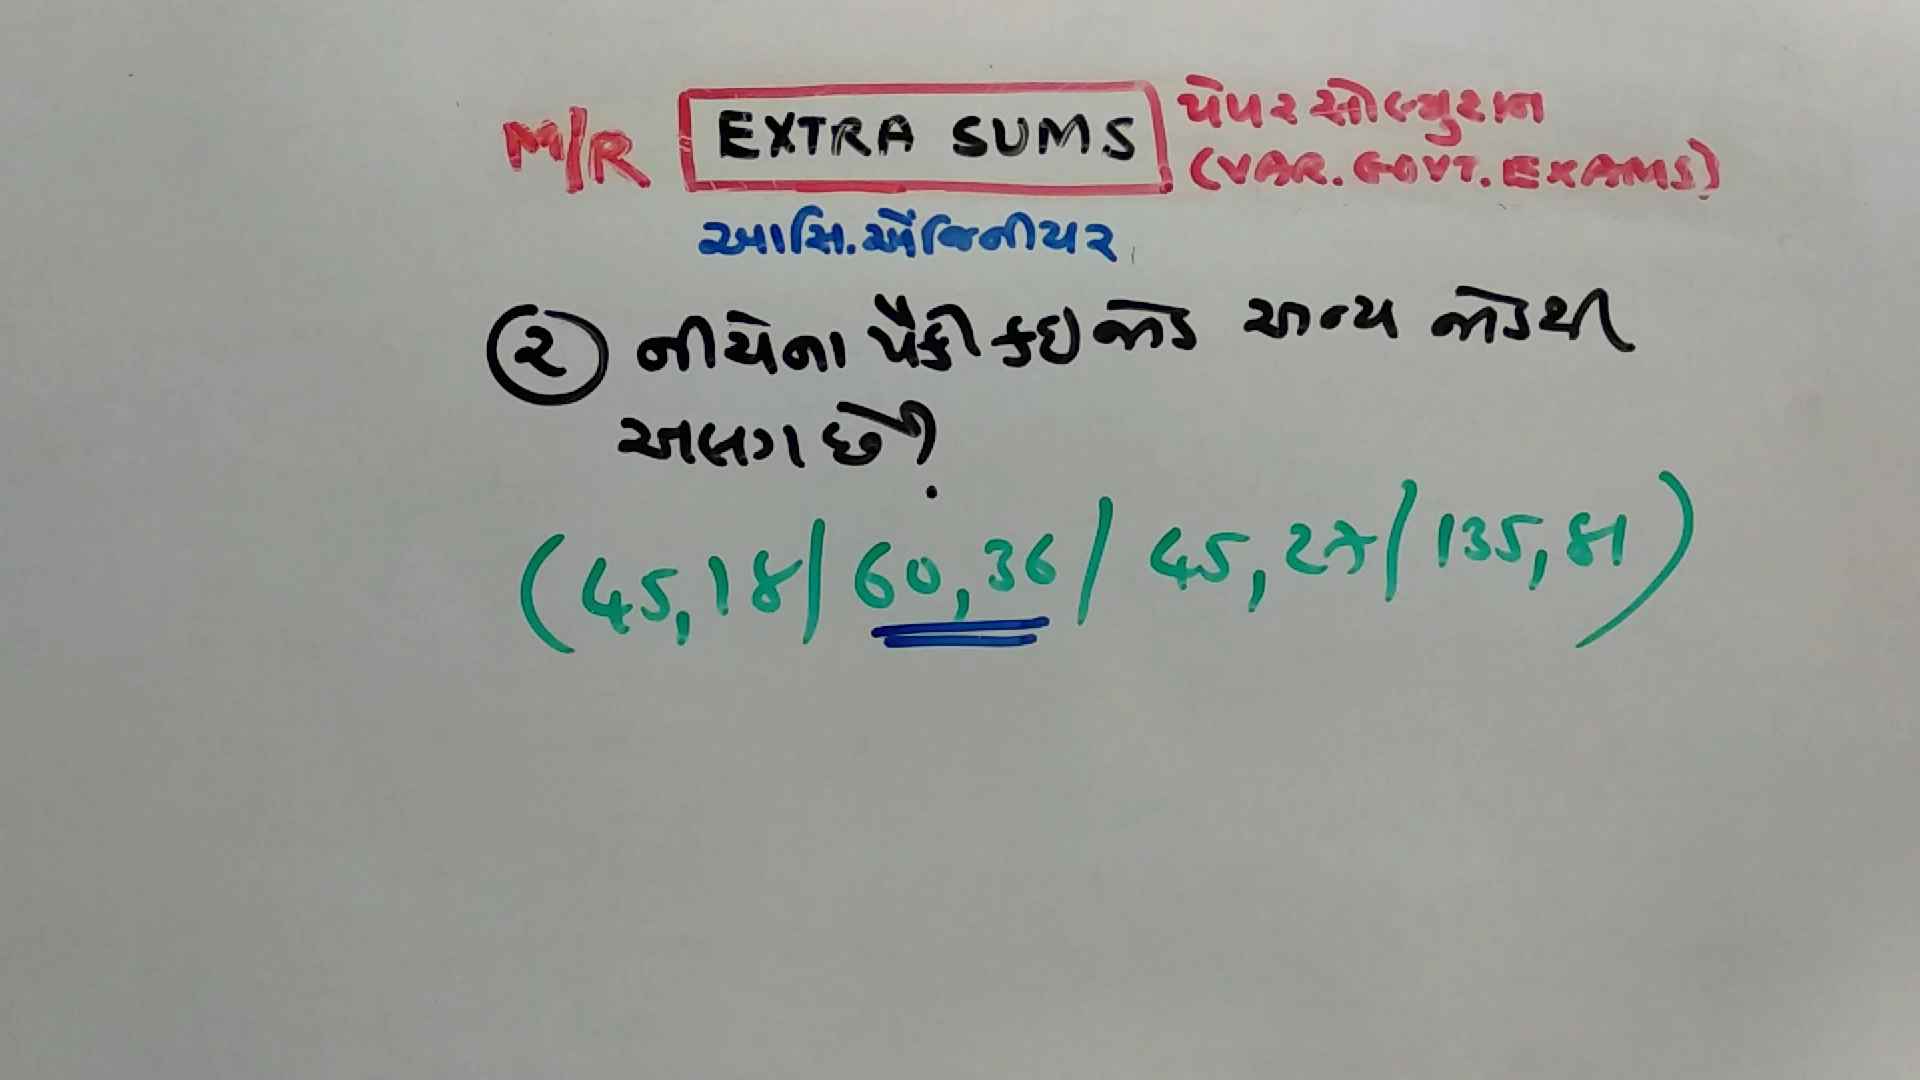 M/R EXTRA SUMS પેપર સોલ્યુશન
(VAR. GOVT. EXAMS)
આસિ. એંજિનીયર
૨ નીચેના પૈકી કઇ જોડ અન્ય જોડથી
અલગ છે?
(45,18/60,36/45,27/135,81)